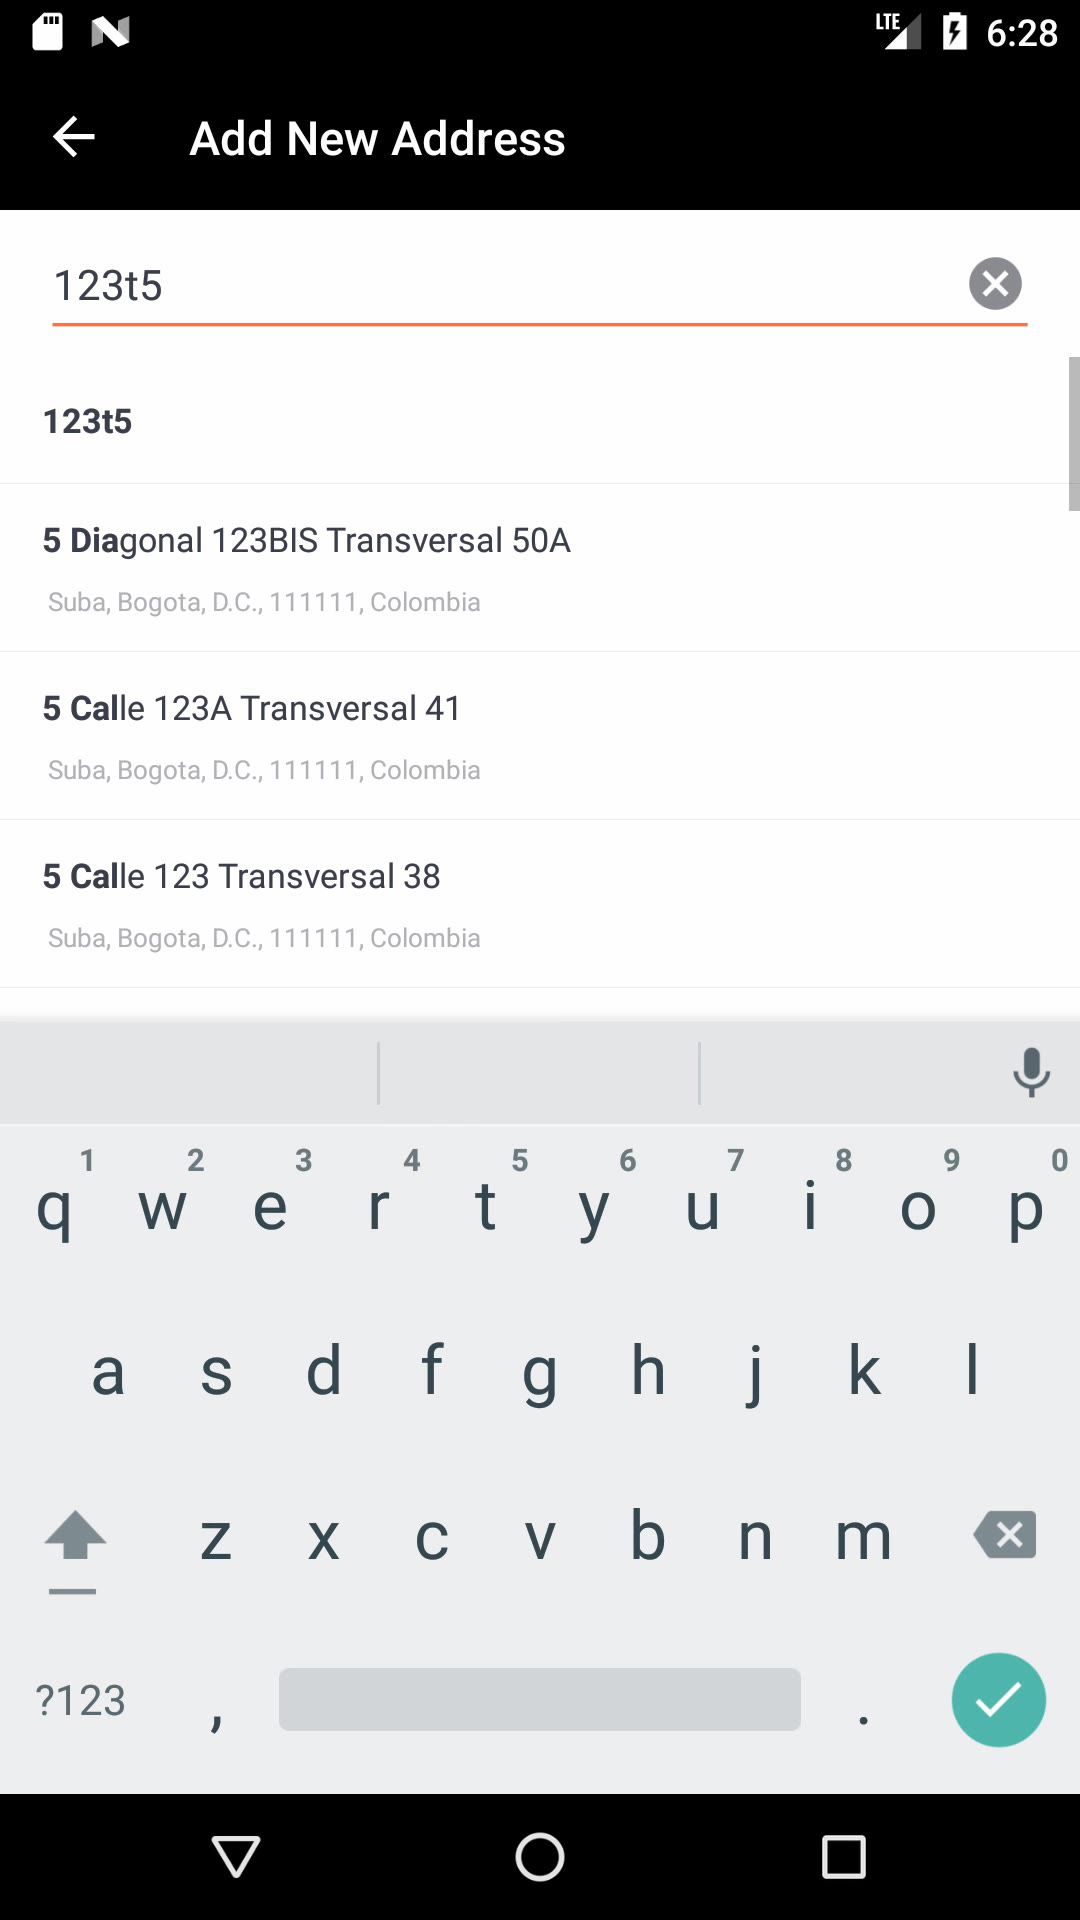 LTE 6:28
Add New Address
123t5
123t5
5 Diagonal 123BIS Transversal 50A
Suba, Bogota, D.C., 111111, Colombia
5 Calle 123A Transversal 41
Suba, Bogota, D.C., 111111, Colombia
5 Calle 123 Transversal 38
Suba, Bogota, D.C., 111111, Colombia
1 2 3 4 5 6 7 8 9 0
q w e r t y u i o p
a s d f g h j k l
z x c v b n m
?123 , .